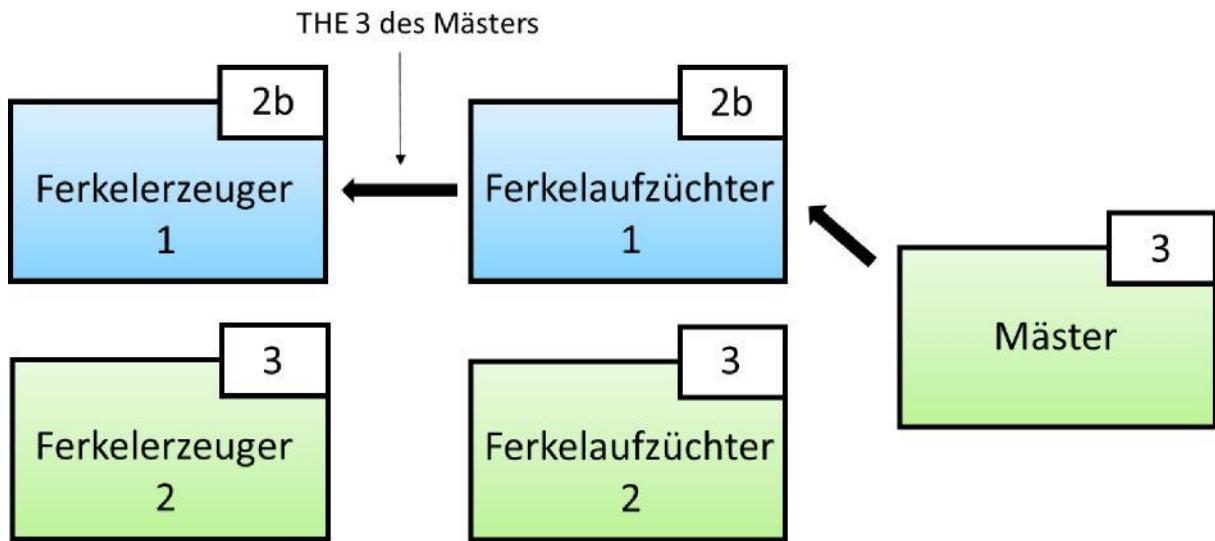 THE 3 des Mästers
2b
Ferkelerzeuger
1
2b
Ferkelaufzüchter
1
3
Mäster
3
Ferkelerzeuger
2
3
Ferkelaufzüchter
2